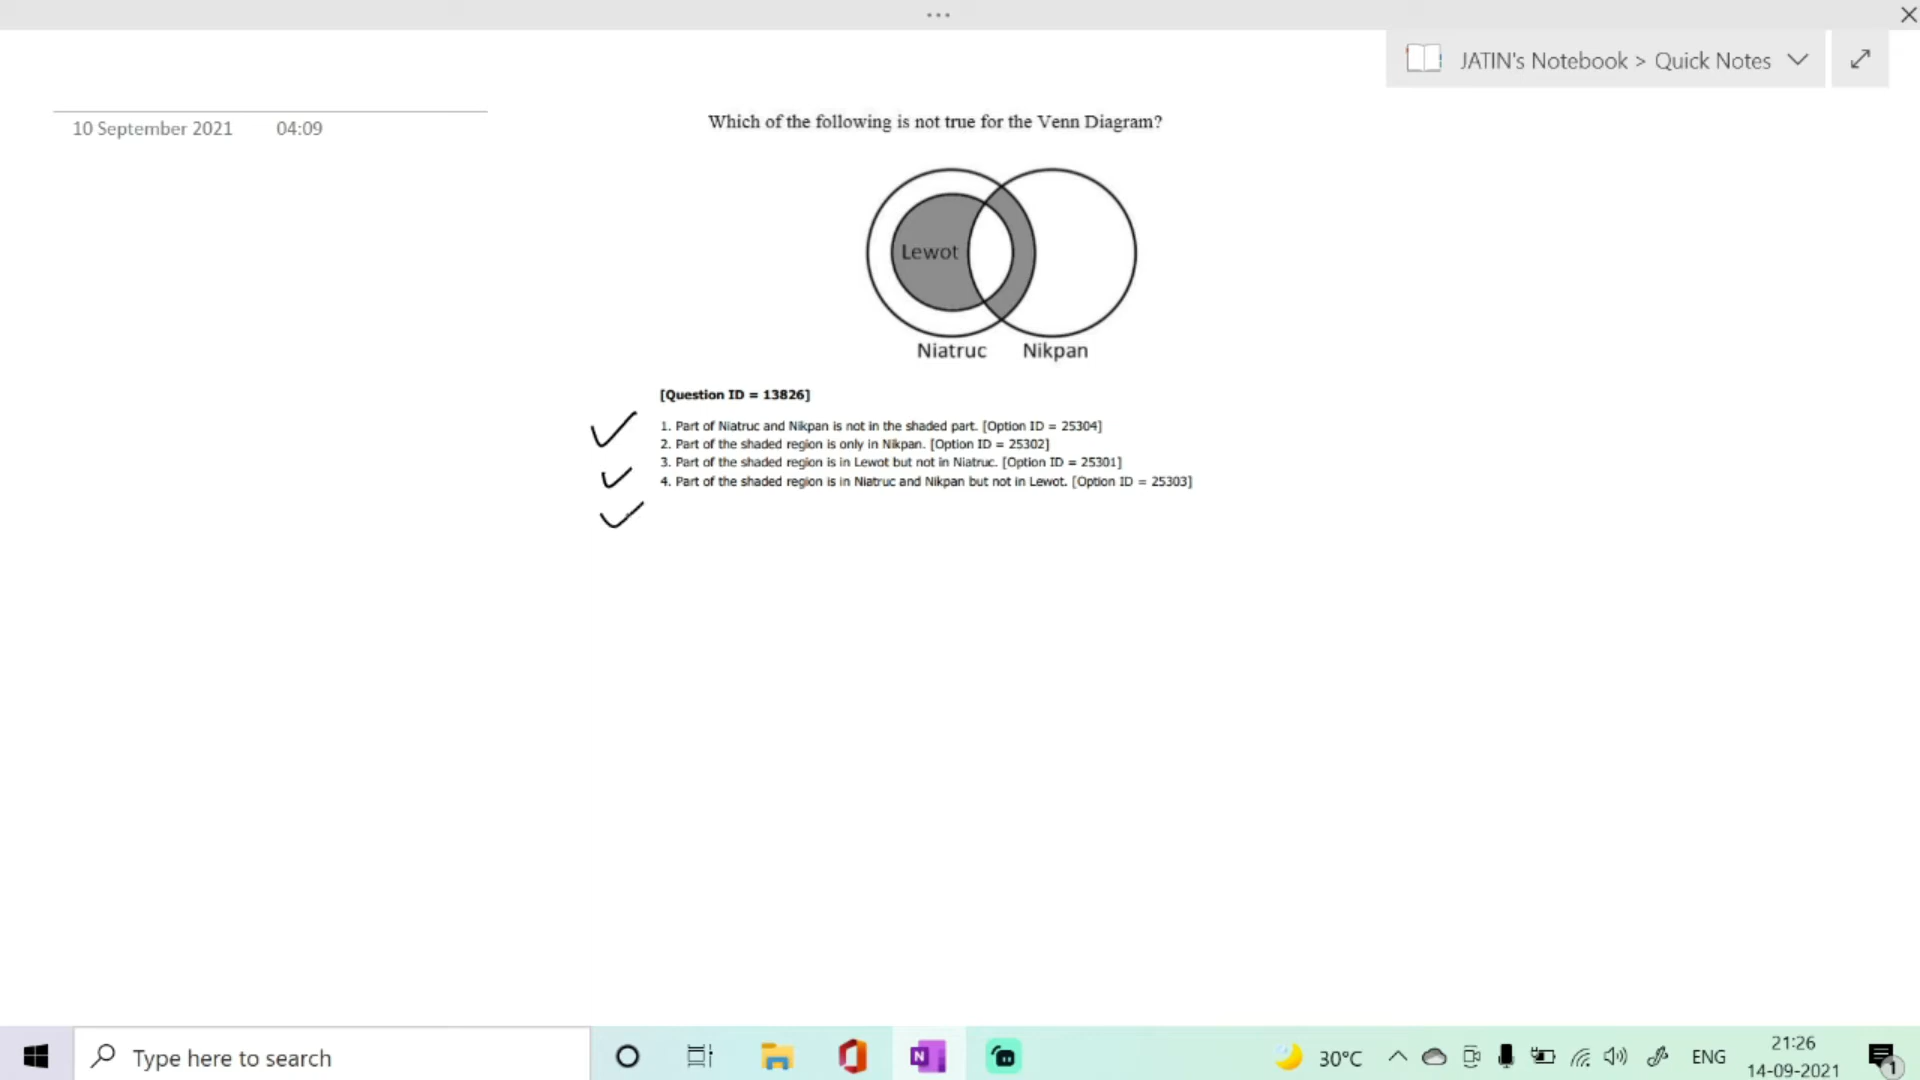 JATIN's Notebook > Quick Notes
10 September 2021 04:09
Which of the following is not true for the Venn Diagram?
Lewot
Niatruc Nikpan
[Question ID = 13826]
1. Part of Niatruc and Nikpan is not in the shaded part. [Option ID = 25304]
2. Part of the shaded region is only in Nikpan. [Option ID = 25302]
3. Part of the shaded region is in Lewot but not in Niatruc. [Option ID = 25301]
4. Part of the shaded region is in Niatruc and Nikpan but not in Lewot. [Option ID = 25303]
Type here to search
N
30°C
ENG
21:26
14-09-2021
1